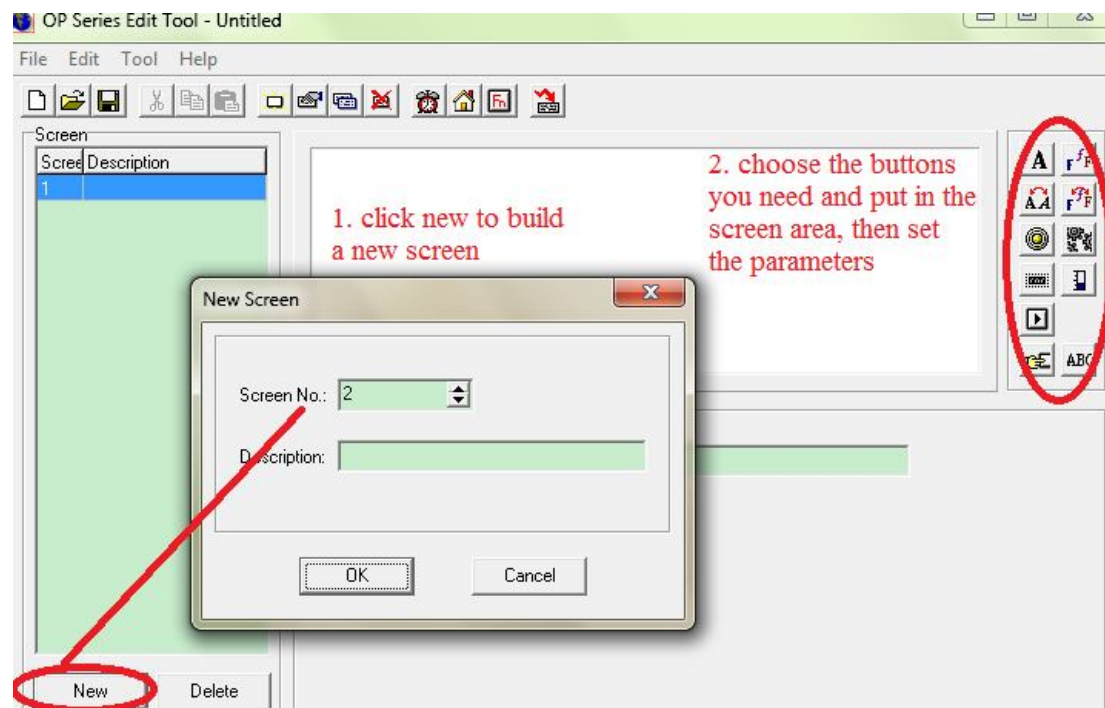 OP Series Edit Tool - Untitled
File Edit Tool Help
Screen
Scree Description
1
1. click new to build
a new screen
2. choose the buttons
you need and put in the
screen area, then set
the parameters
A
A A
ABC
New Screen
Screen No.: 2
Description:
OK Cancel
New Delete